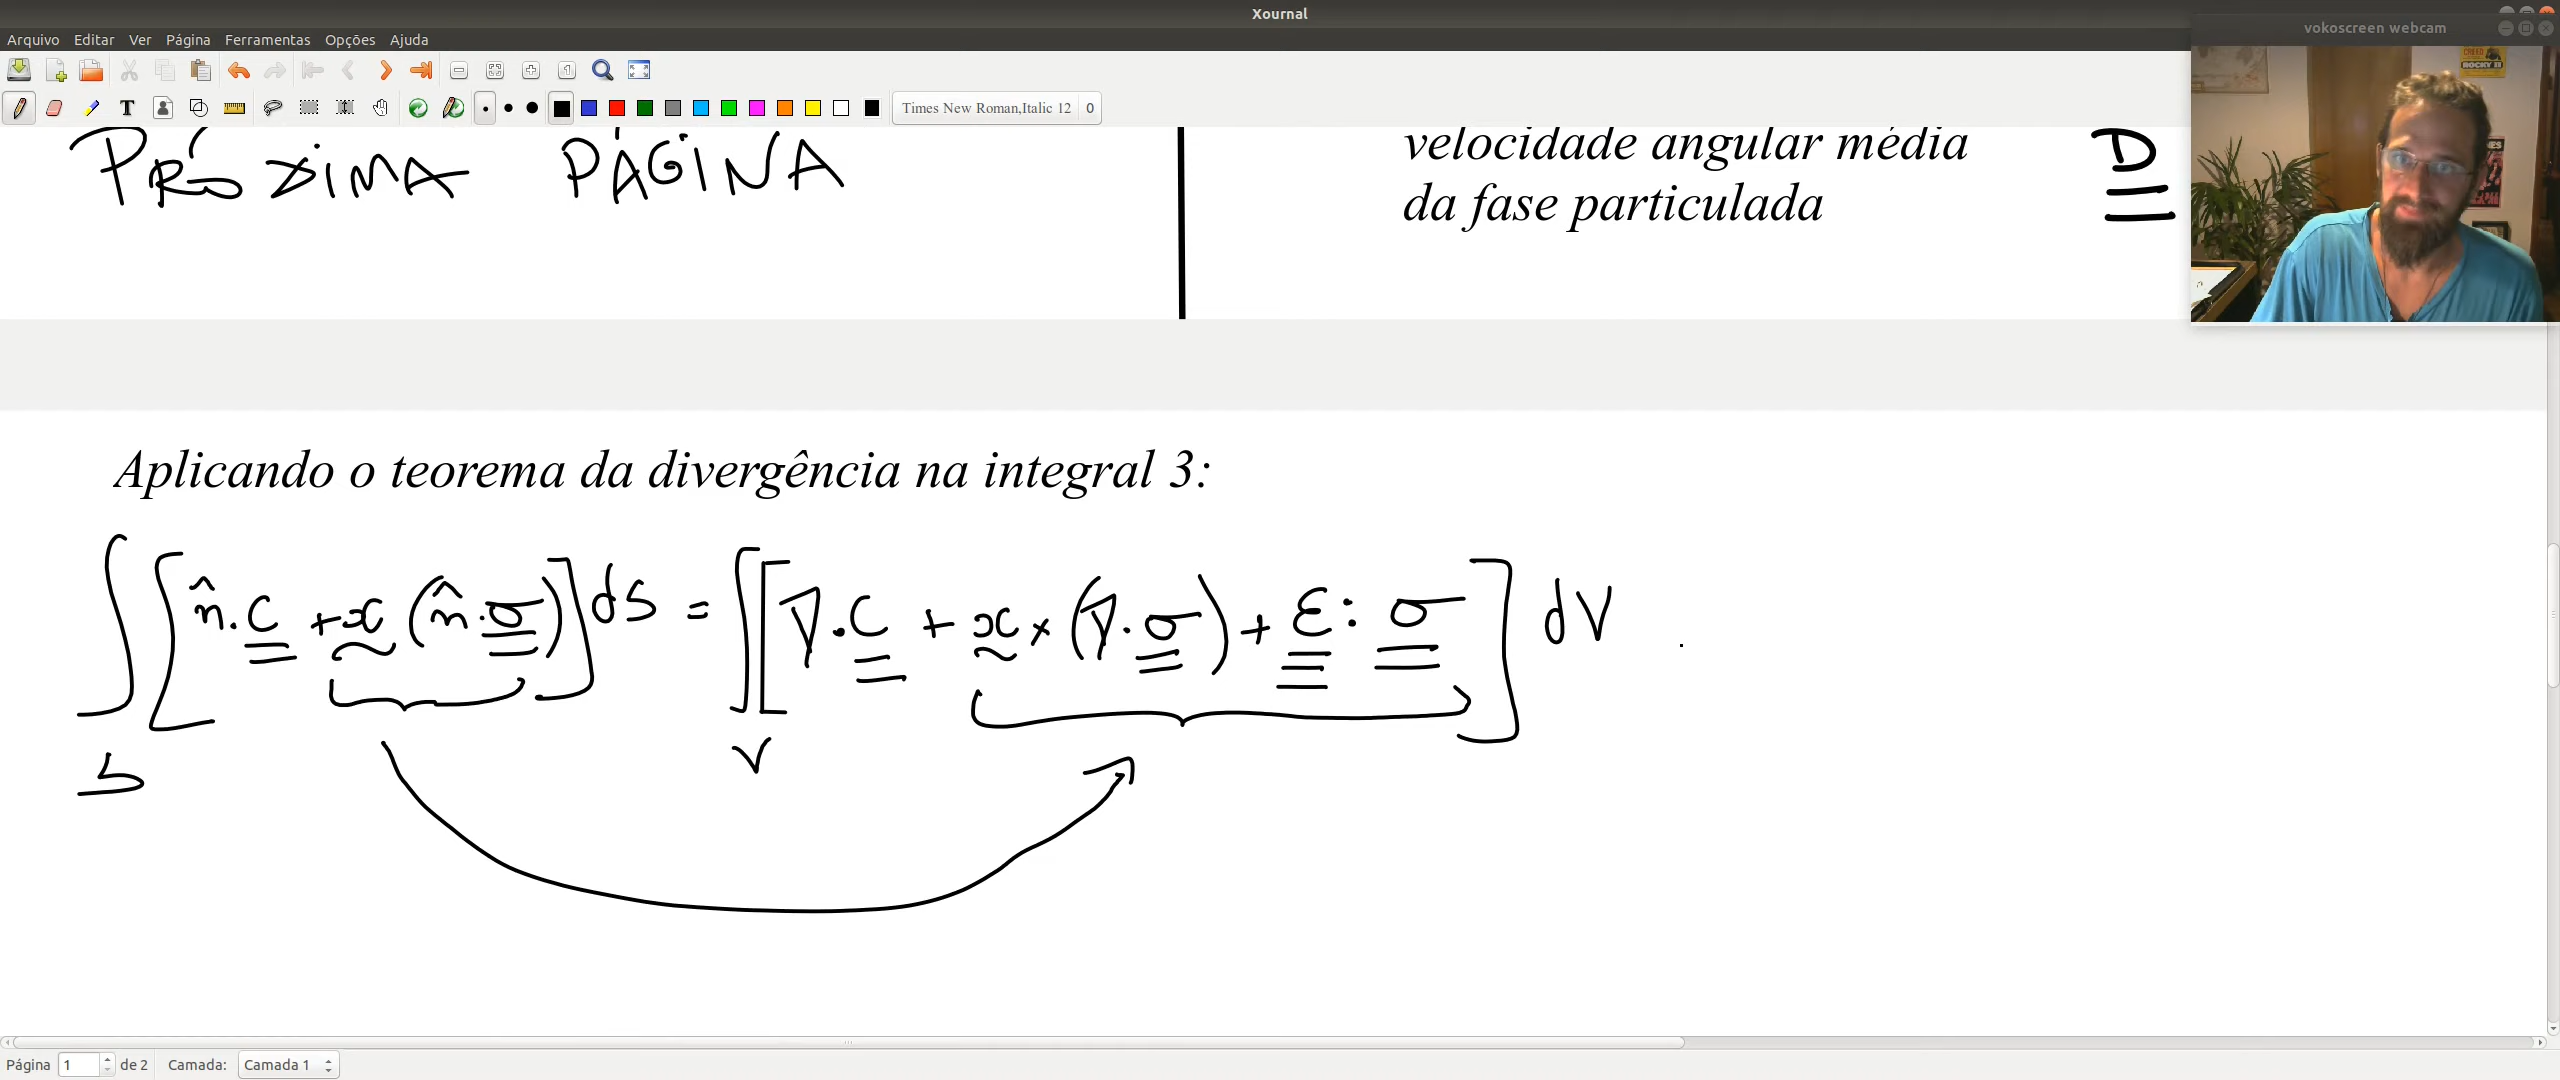 Xournal
vokoscreen webcam
Arquivo Editar Ver Página Ferramentas Opções Ajuda
Times New Roman,Italic 12 0
PRÓXIMA PÁGINA
velocidade angular média
da fase particulada
D
Aplicando o teorema da divergência na integral 3:
∫ [n̂·C + x (n̂·σ)] dS = ∫ [∇·C + x × (∇·σ) + ε : σ] dV
S V
Página 1 de 2 Camada: Camada 1